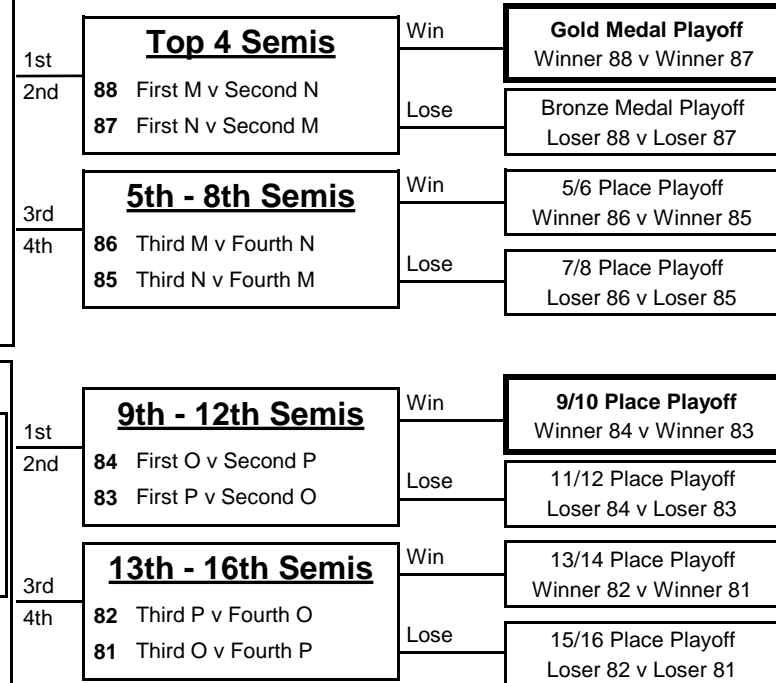 1st
2nd
Top 4 Semis
88 First M v Second N
87 First N v Second M
Win
Lose
Gold Medal Playoff
Winner 88 v Winner 87
Bronze Medal Playoff
Loser 88 v Loser 87
3rd
4th
5th - 8th Semis
86 Third M v Fourth N
85 Third N v Fourth M
Win
Lose
5/6 Place Playoff
Winner 86 v Winner 85
7/8 Place Playoff
Loser 86 v Loser 85
1st
2nd
9th - 12th Semis
84 First O v Second P
83 First P v Second O
Win
Lose
9/10 Place Playoff
Winner 84 v Winner 83
11/12 Place Playoff
Loser 84 v Loser 83
3rd
4th
13th - 16th Semis
82 Third P v Fourth O
81 Third O v Fourth P
Win
Lose
13/14 Place Playoff
Winner 82 v Winner 81
15/16 Place Playoff
Loser 82 v Loser 81